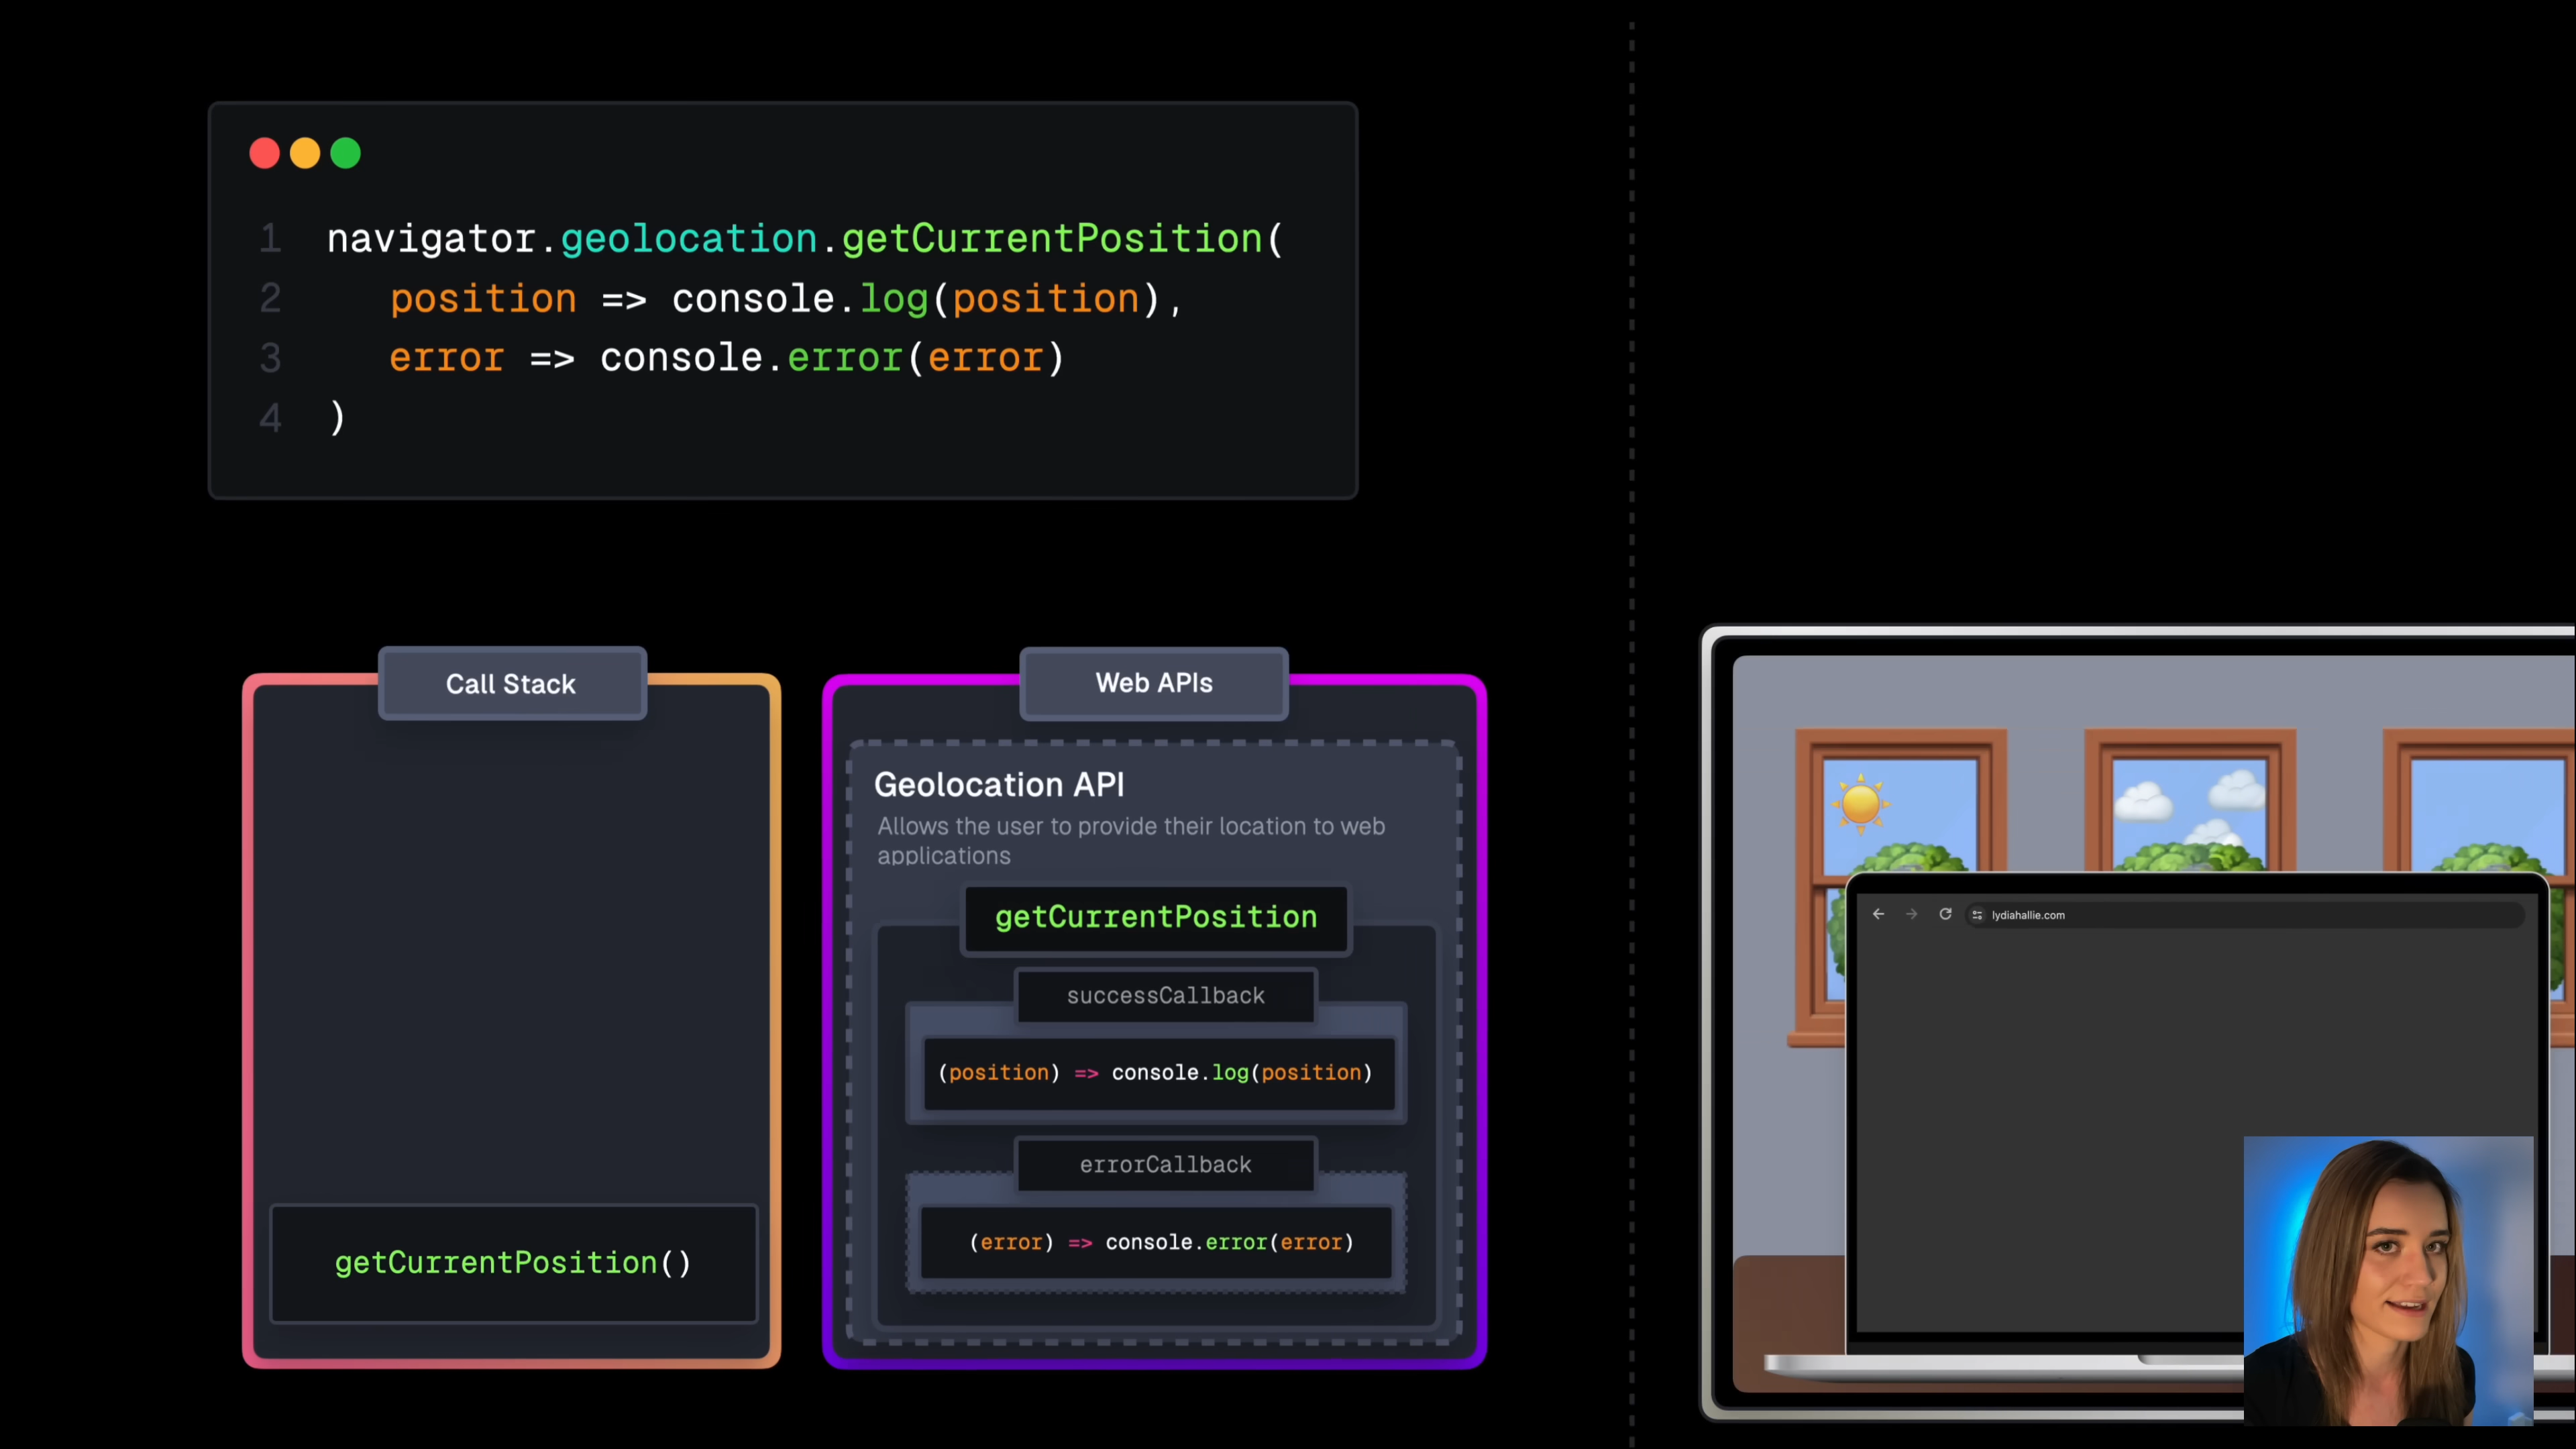 1 navigator.geolocation.getCurrentPosition(
2 position => console.log(position),
3 error => console.error(error)
4 )
Call Stack
getCurrentPosition()
Web APIs
Geolocation API
Allows the user to provide their location to web
applications
getCurrentPosition
successCallback
(position) => console.log(position)
errorCallback
(error) => console.error(error)
lydiahallie.com